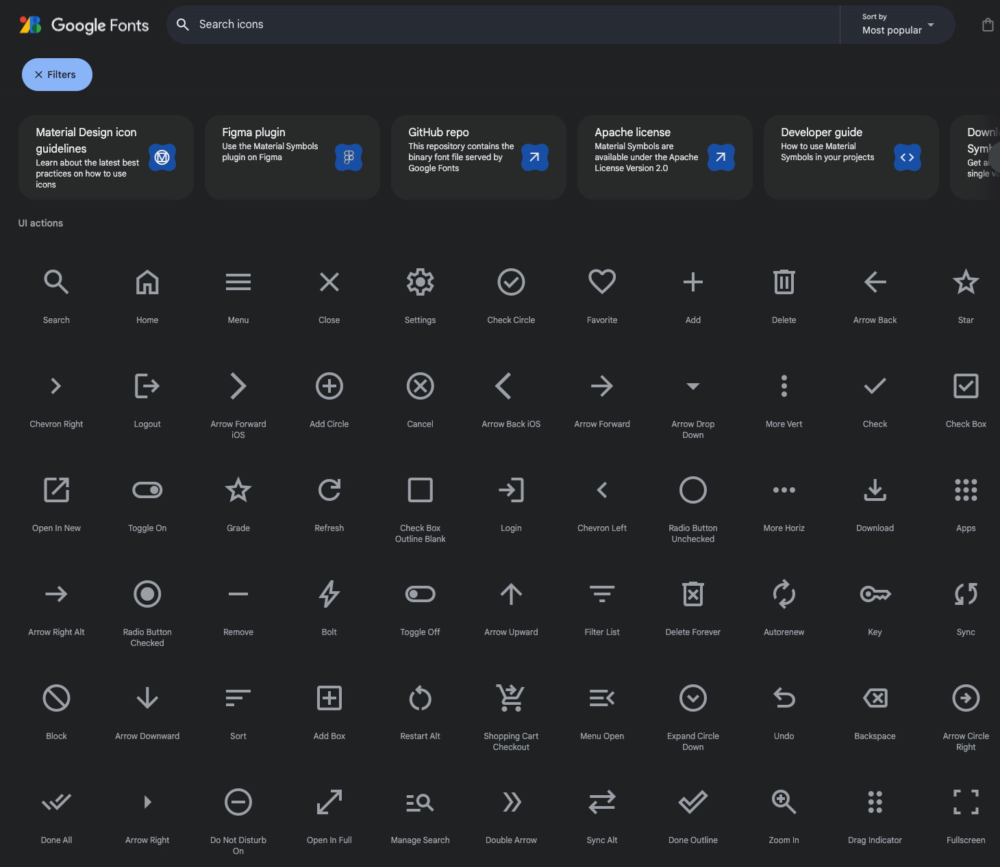 Google Fonts
Search icons
Sort by
Most popular
Filters
Material Design icon
guidelines
Learn about the latest best
practices on how to use
icons
Figma plugin
Use the Material Symbols
plugin on Figma
GitHub repo
This repository contains the
binary font file served by
Google Fonts
Apache license
Material Symbols are
available under the Apache
License Version 2.0
Developer guide
How to use Material
Symbols in your projects
UI actions
Search
Home
Menu
Close
Settings
Check Circle
Favorite
Add
Delete
Arrow Back
Star
Chevron Right
Logout
Arrow Forward
iOS
Add Circle
Cancel
Arrow Back iOS
Arrow Forward
Arrow Drop
Down
More Vert
Check
Check Box
Open In New
Toggle On
Grade
Refresh
Check Box
Outline Blank
Login
Chevron Left
Radio Button
Unchecked
More Horiz
Download
Apps
Arrow Right Alt
Radio Button
Checked
Remove
Bolt
Toggle Off
Arrow Upward
Filter List
Delete Forever
Autorenew
Key
Sync
Block
Arrow Downward
Sort
Add Box
Restart Alt
Shopping Cart
Checkout
Menu Open
Expand Circle
Down
Undo
Backspace
Arrow Circle
Right
Done All
Arrow Right
Do Not Disturb
On
Open In Full
Manage Search
Double Arrow
Sync Alt
Done Outline
Zoom In
Drag Indicator
Fullscreen